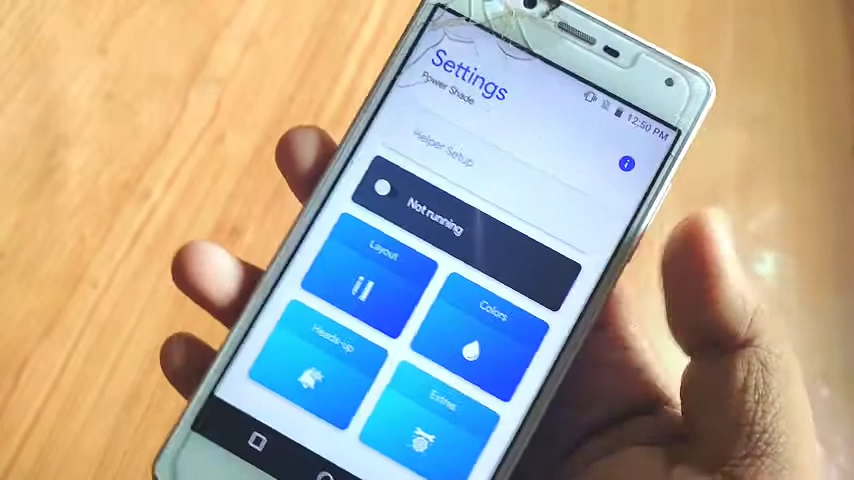 12:50 PM
Settings
Power Shade
Helper Setup
Not running
Layout
Colors
Heads-up
Extras